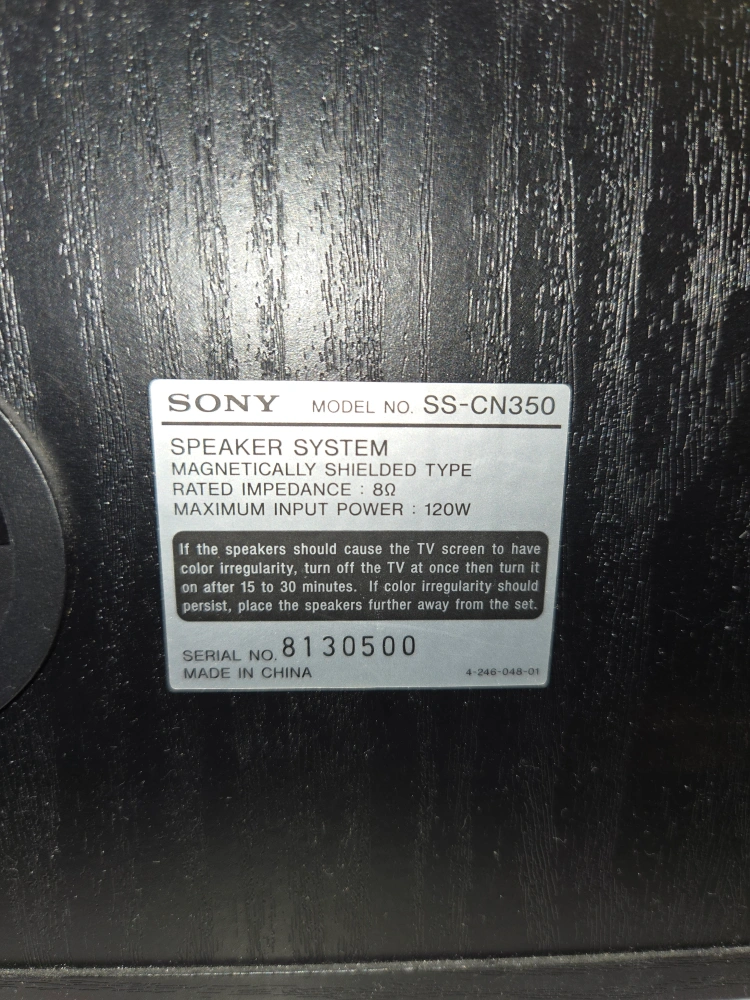 SONY MODEL NO. SS-CN350
SPEAKER SYSTEM
MAGNETICALLY SHIELDED TYPE
RATED IMPEDANCE : 8Ω
MAXIMUM INPUT POWER : 120W
If the speakers should cause the TV screen to have
color irregularity, turn off the TV at once then turn it
on after 15 to 30 minutes. If color irregularity should
persist, place the speakers further away from the set.
SERIAL NO. 8130500
MADE IN CHINA 4-246-048-01